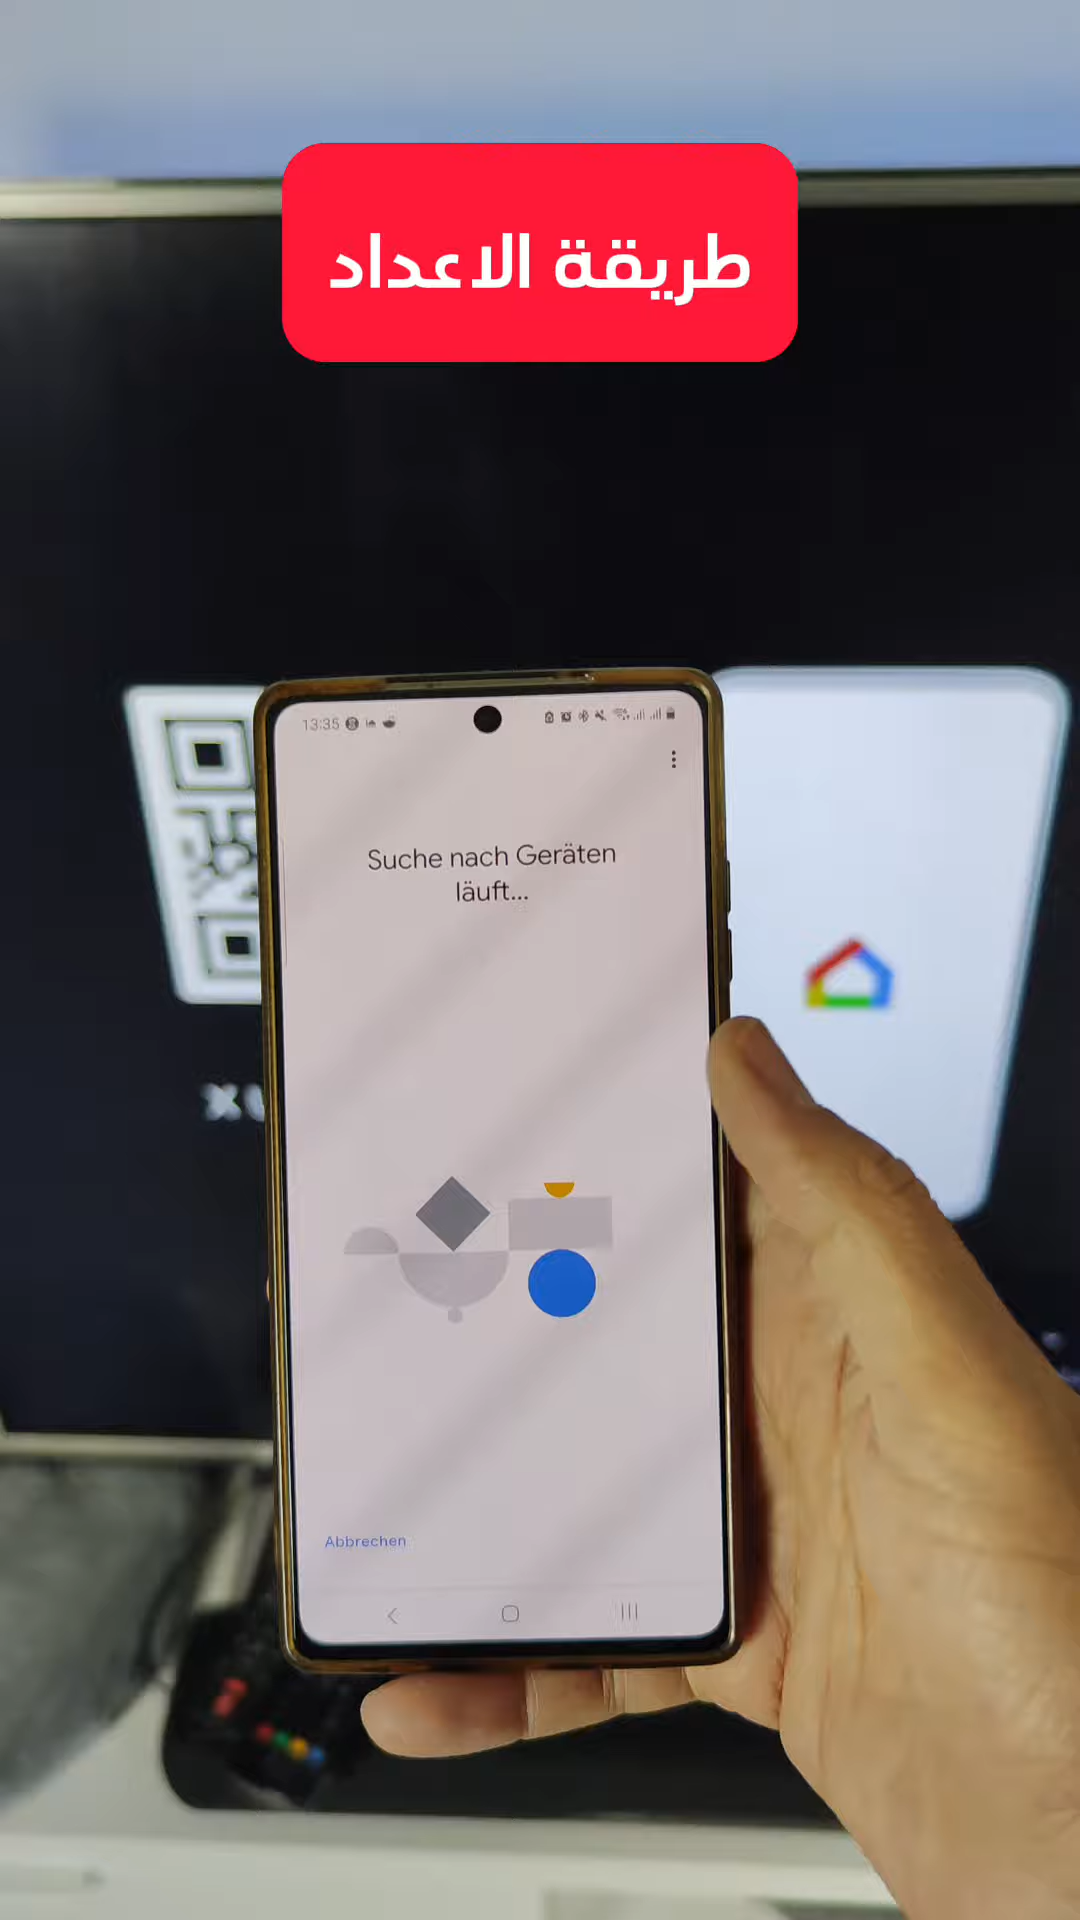 طريقة الاعداد
13:35
Suche nach Geräten
läuft...
Abbrechen